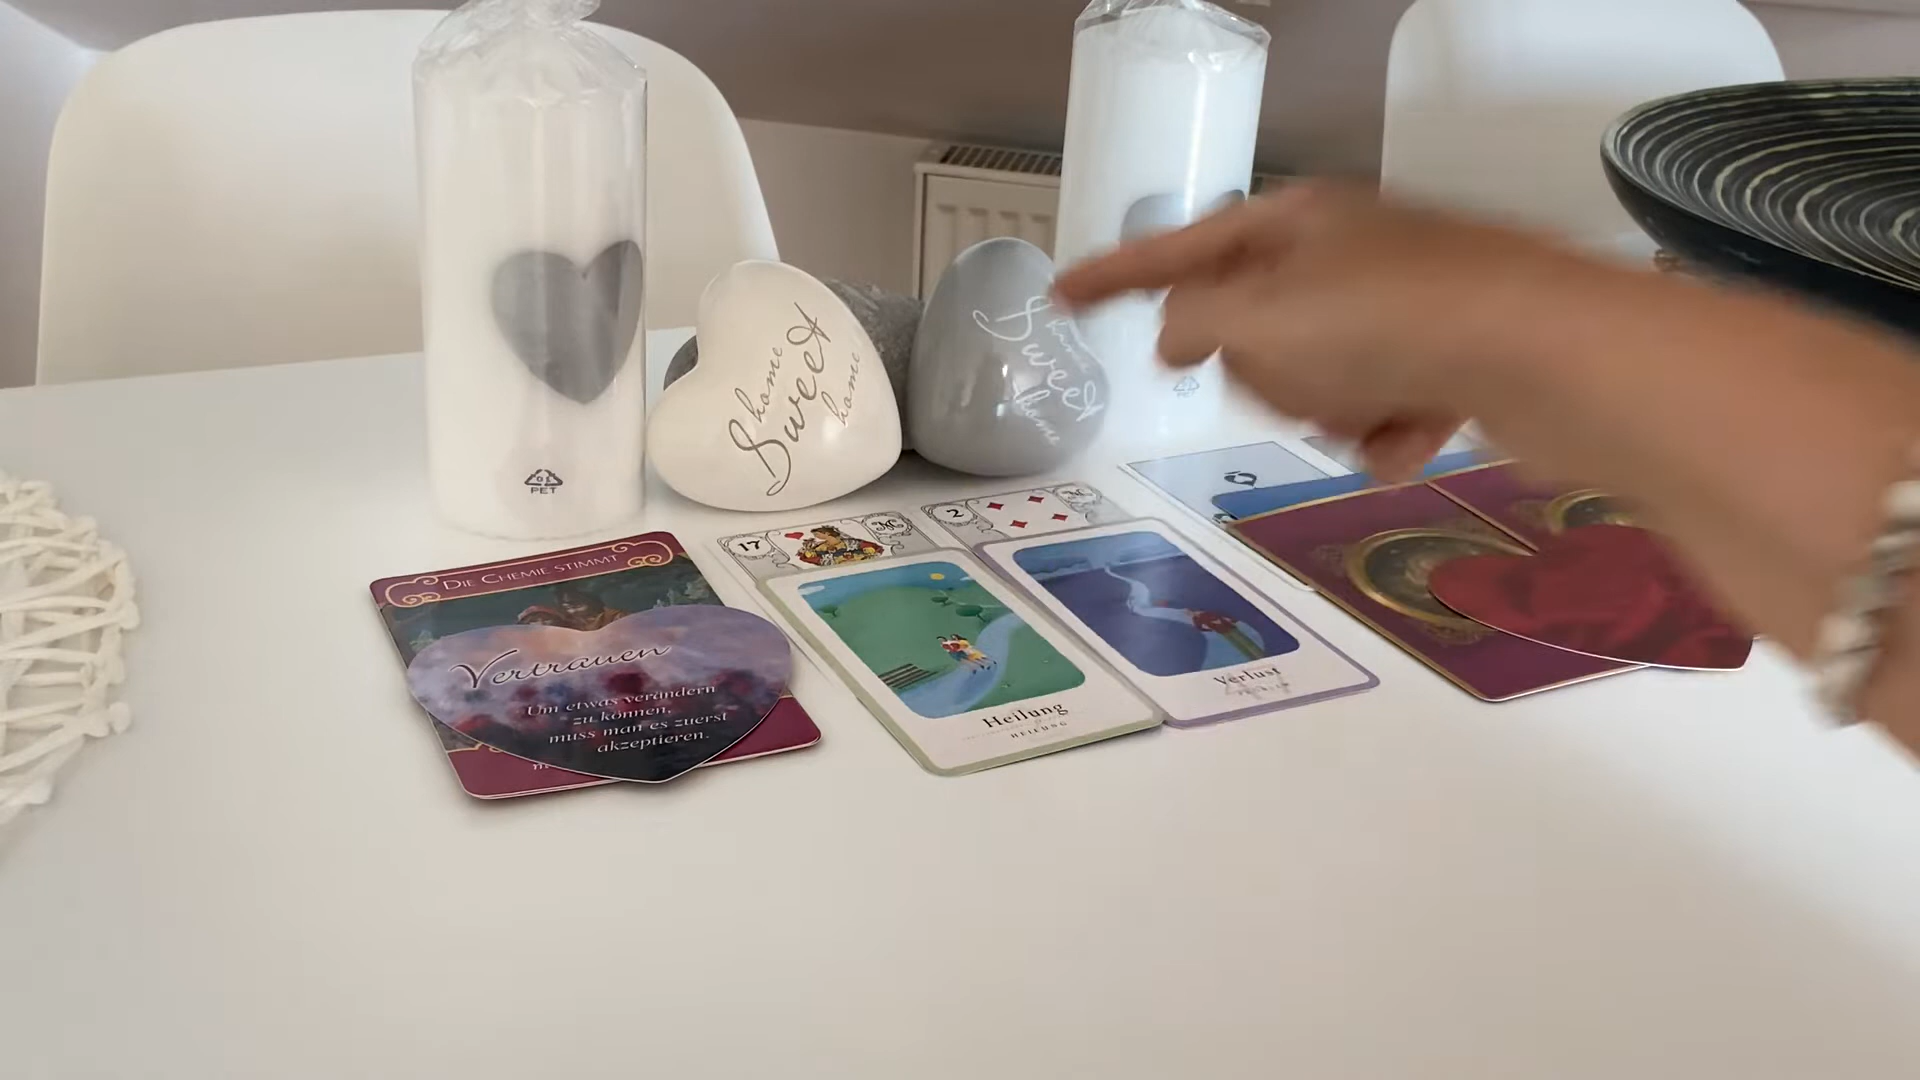 01
PET
home
Sweet
home
home
Sweet
home
PET
17
2
DIE CHEMIE STIMMT
Vertrauen
Um etwas verändern
zu können,
muss man es zuerst
akzeptieren.
Heilung
HEILUNG
Verlust